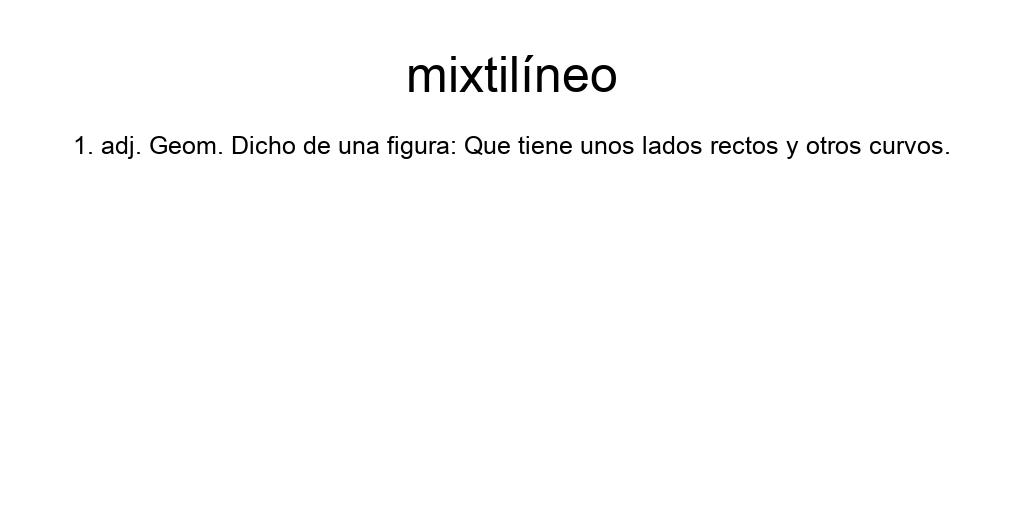 mixtilíneo
1. adj. Geom. Dicho de una figura: Que tiene unos lados rectos y otros curvos.